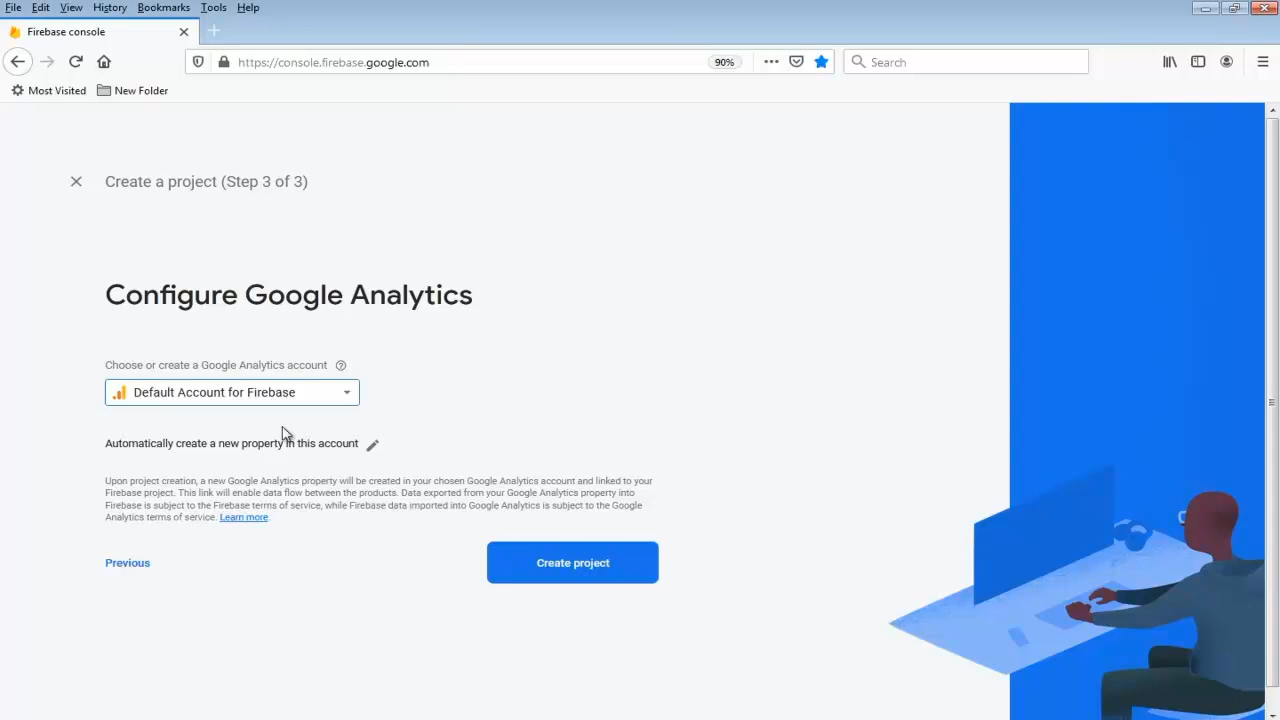 File Edit View History Bookmarks Tools Help
Firebase console
https://console.firebase.google.com 90% Search
Most Visited New Folder
Create a project (Step 3 of 3)
Configure Google Analytics
Choose or create a Google Analytics account
Default Account for Firebase
Automatically create a new property in this account
Upon project creation, a new Google Analytics property will be created in your chosen Google Analytics account and linked to your
Firebase project. This link will enable data flow between the products. Data exported from your Google Analytics property into
Firebase is subject to the Firebase terms of service, while Firebase data imported into Google Analytics is subject to the Google
Analytics terms of service. Learn more.
Previous Create project